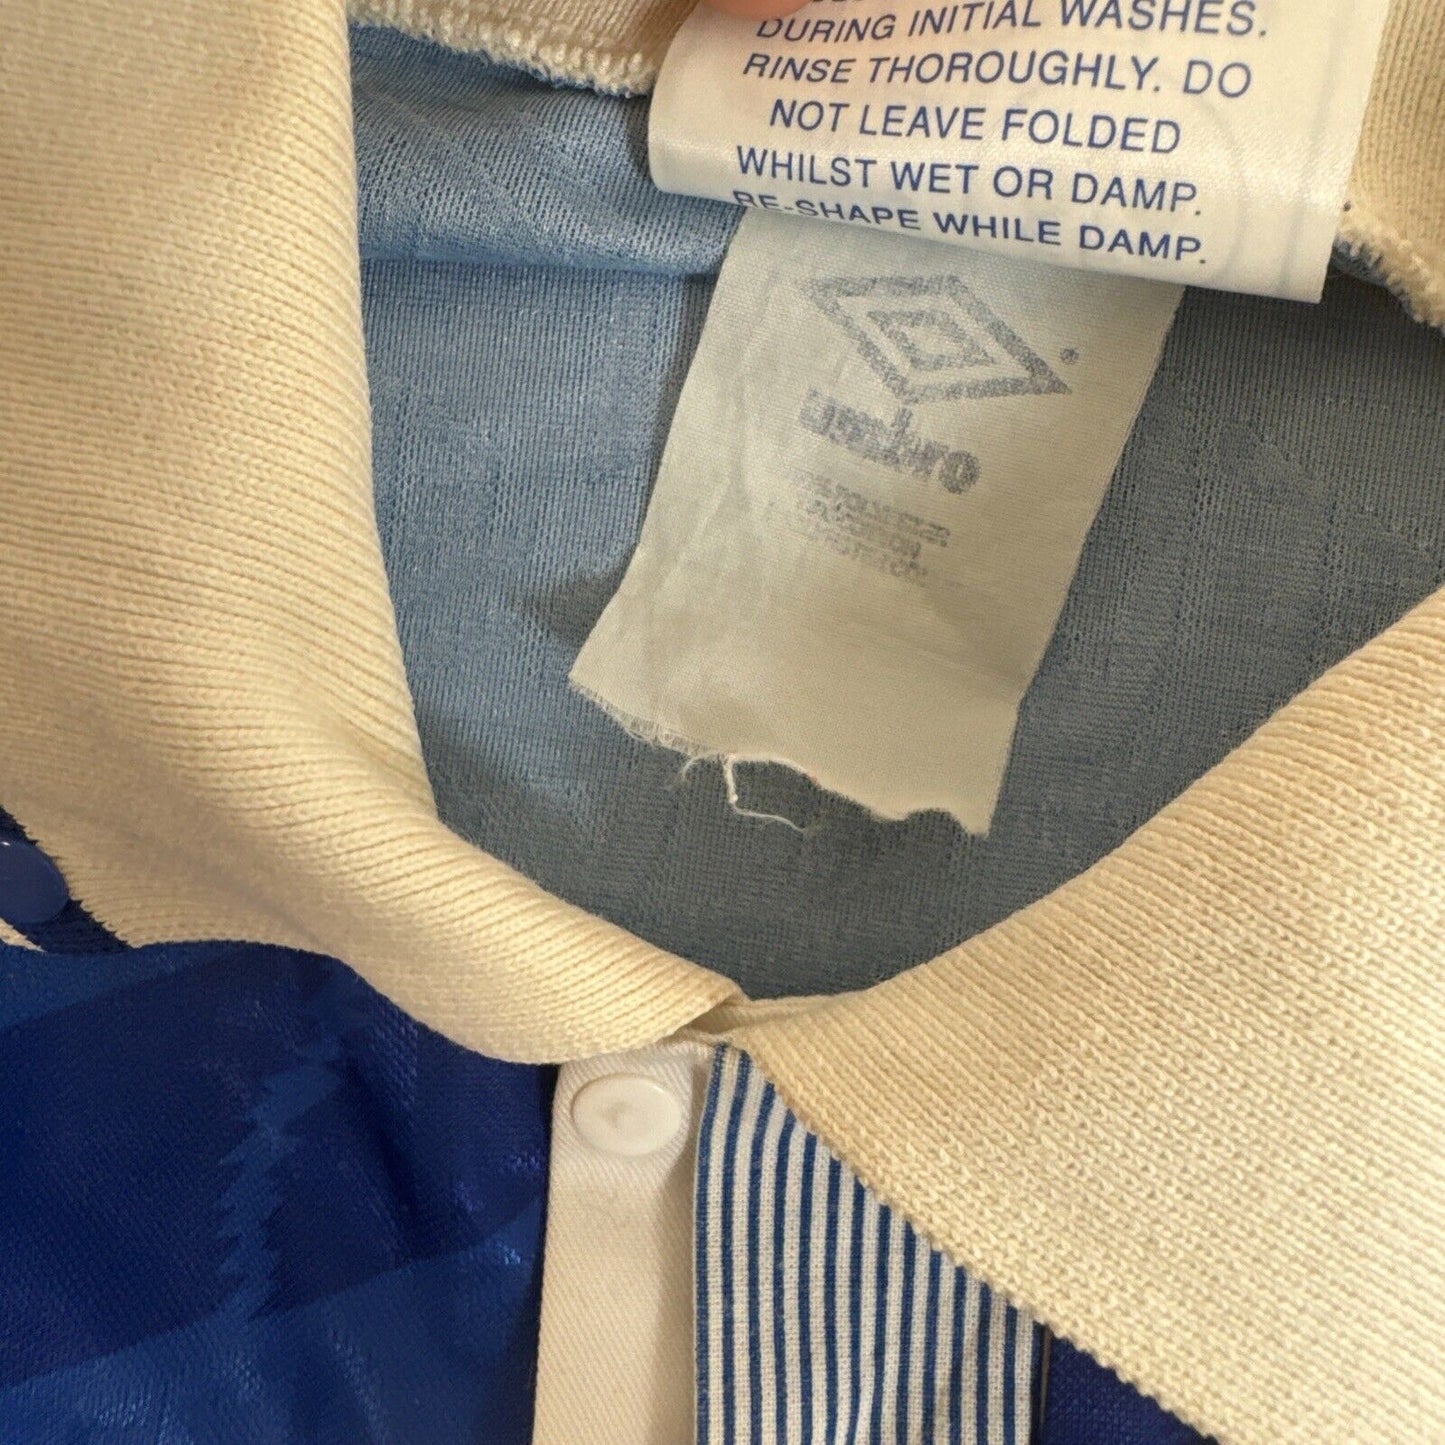 DURING INITIAL WASHES.
RINSE THOROUGHLY. DO
NOT LEAVE FOLDED
WHILST WET OR DAMP.
RE-SHAPE WHILE DAMP.
®
umbro